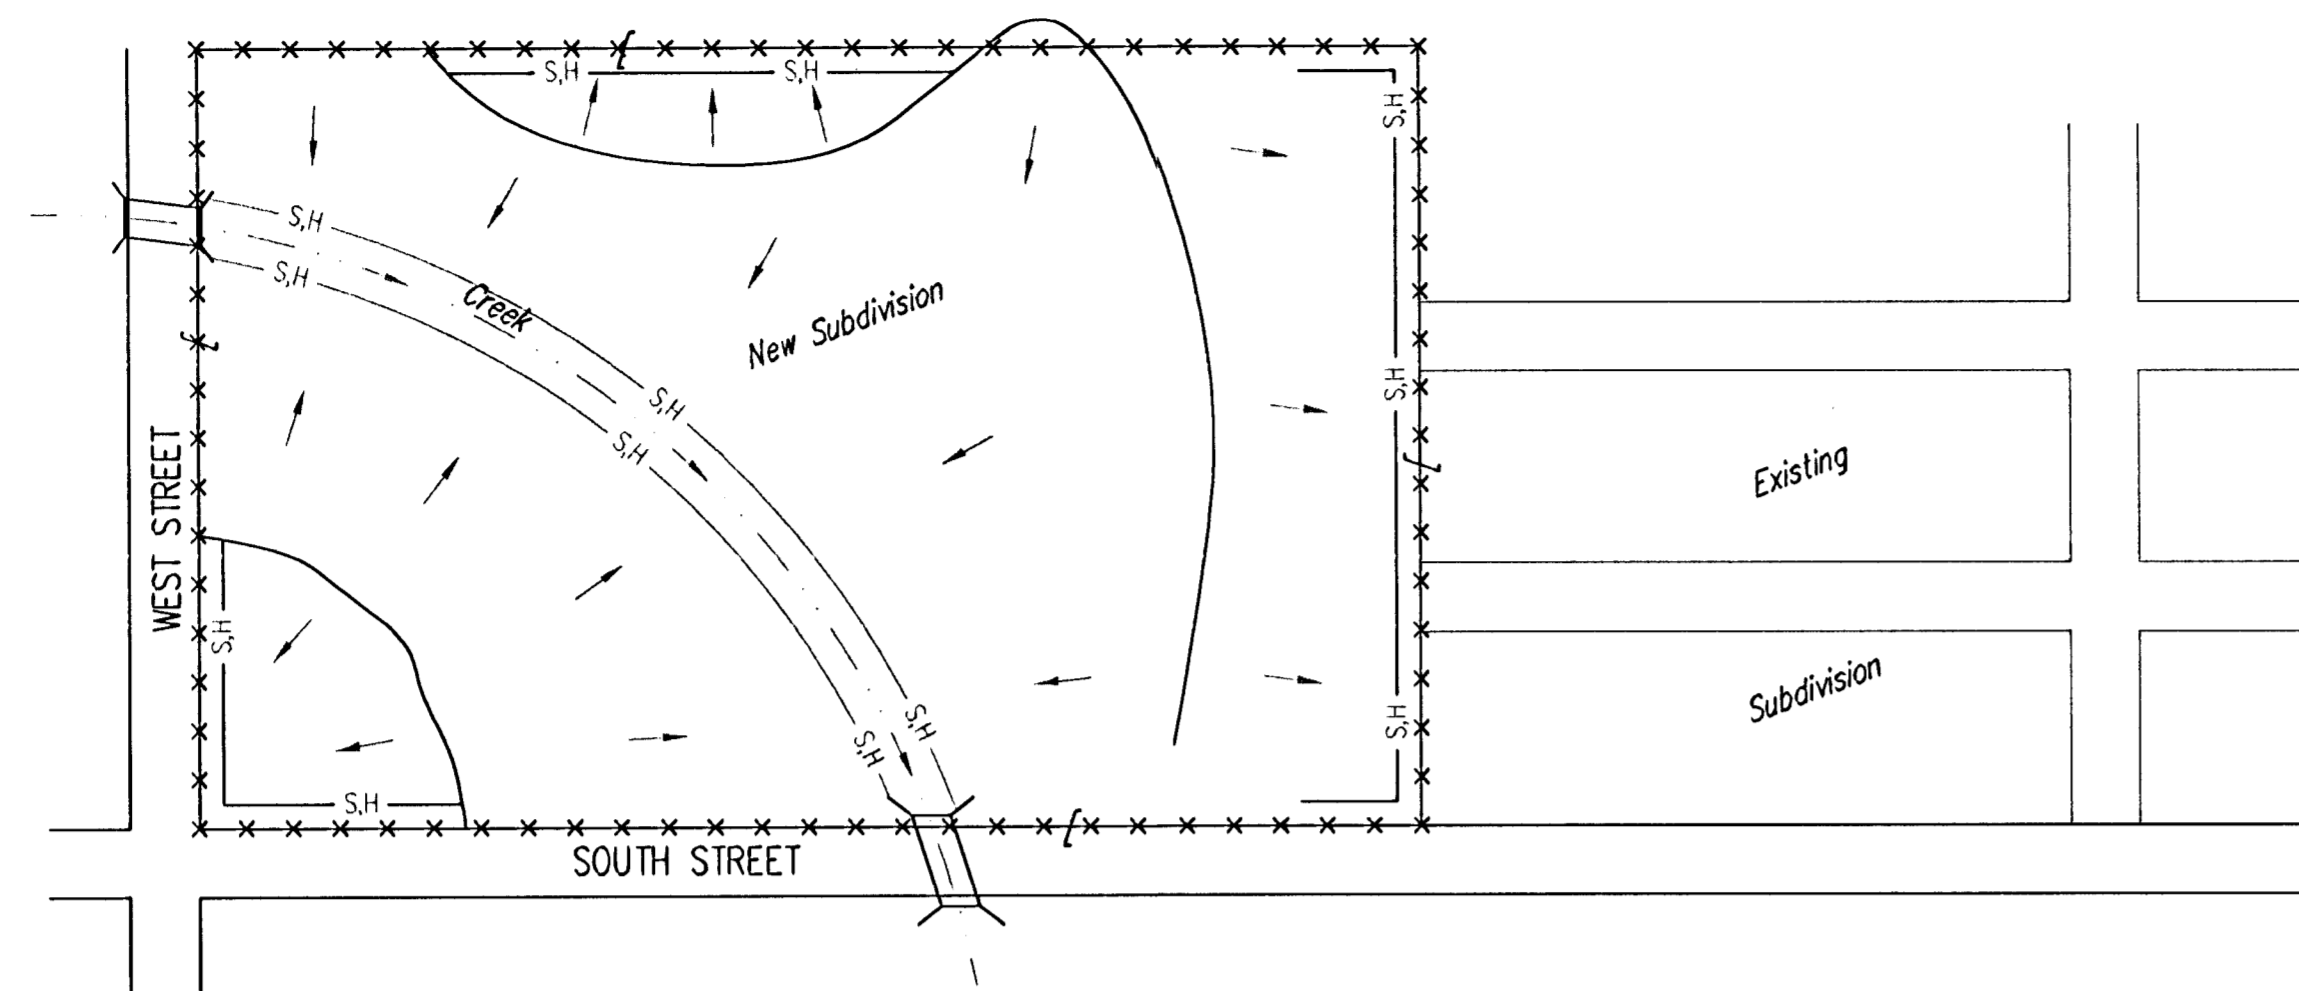 S,H
S,H
S,H
S,H
S,H
Creek
New Subdivision
S,H
S,H
S,H
Existing
WEST STREET
S,H
Subdivision
S,H
S,H
S,H
S,H
SOUTH STREET